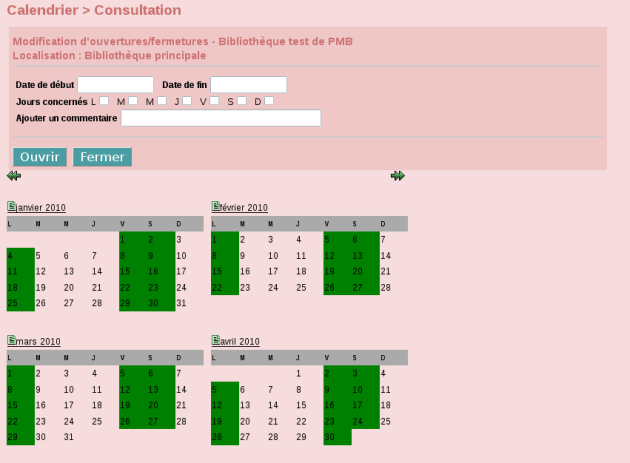 Calendrier > Consultation
Modification d'ouvertures/fermetures - Bibliothèque test de PMB
Localisation : Bibliothèque principale
Date de début Date de fin
Jours concernés L M M J V S D
Ajouter un commentaire
Ouvrir Fermer
janvier 2010
L M M J V S D
1 2 3
4 5 6 7 8 9 10
11 12 13 14 15 16 17
18 19 20 21 22 23 24
25 26 27 28 29 30 31
février 2010
L M M J V S D
1 2 3 4 5 6 7
8 9 10 11 12 13 14
15 16 17 18 19 20 21
22 23 24 25 26 27 28
mars 2010
L M M J V S D
1 2 3 4 5 6 7
8 9 10 11 12 13 14
15 16 17 18 19 20 21
22 23 24 25 26 27 28
29 30 31
avril 2010
L M M J V S D
1 2 3 4
5 6 7 8 9 10 11
12 13 14 15 16 17 18
19 20 21 22 23 24 25
26 27 28 29 30